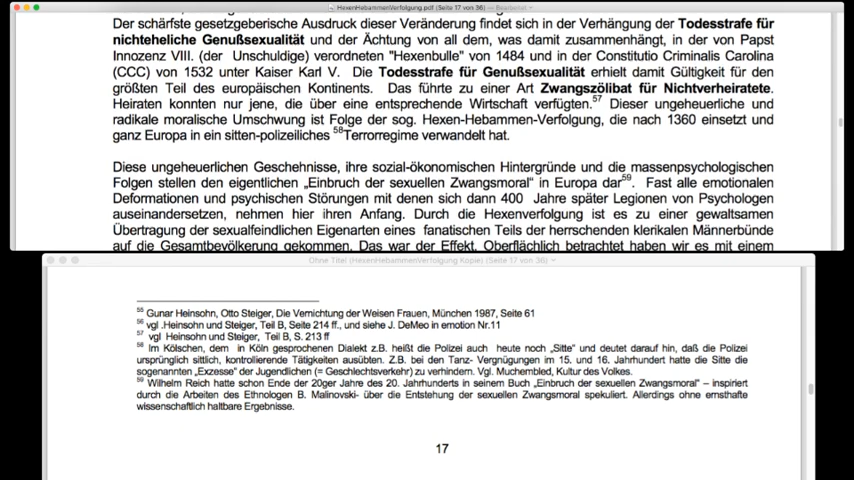 HexenHebammenVerfolgung.pdf (Seite 17 von 36) — Bearbeitet
Der schärfste gesetzgeberische Ausdruck dieser Veränderung findet sich in der Verhängung der Todesstrafe für
nichteheliche Genußsexualität und der Ächtung von all dem, was damit zusammenhängt, in der von Papst
Innozenz VIII. (der Unschuldige) verordneten "Hexenbulle" von 1484 und in der Constitutio Criminalis Carolina
(CCC) von 1532 unter Kaiser Karl V. Die Todesstrafe für Genußsexualität erhielt damit Gültigkeit für den
größten Teil des europäischen Kontinents. Das führte zu einer Art Zwangszölibat für Nichtverheiratete.
Heiraten konnten nur jene, die über eine entsprechende Wirtschaft verfügten.57 Dieser ungeheuerliche und
radikale moralische Umschwung ist Folge der sog. Hexen-Hebammen-Verfolgung, die nach 1360 einsetzt und
ganz Europa in ein sitten-polizeiliches 58Terrorregime verwandelt hat.
Diese ungeheuerlichen Geschehnisse, ihre sozial-ökonomischen Hintergründe und die massenpsychologischen
Folgen stellen den eigentlichen „Einbruch der sexuellen Zwangsmoral“ in Europa dar59. Fast alle emotionalen
Deformationen und psychischen Störungen mit denen sich dann 400 Jahre später Legionen von Psychologen
auseinandersetzen, nehmen hier ihren Anfang. Durch die Hexenverfolgung ist es zu einer gewaltsamen
Übertragung der sexualfeindlichen Eigenarten eines fanatischen Teils der herrschenden klerikalen Männerbünde
auf die Gesamtbevölkerung gekommen. Das war der Effekt. Oberflächlich betrachtet haben wir es mit einem
Ohne Titel (HexenHebammenVerfolgung Kopie) (Seite 17 von 36)
55 Gunar Heinsohn, Otto Steiger, Die Vernichtung der Weisen Frauen, München 1987, Seite 61
56 vgl .Heinsohn und Steiger, Teil B, Seite 214 ff., und siehe J. DeMeo in emotion Nr.11
57 vgl Heinsohn und Steiger, Teil B, S. 213 ff
58 Im Kölschen, dem in Köln gesprochenen Dialekt z.B. heißt die Polizei auch heute noch „Sitte“ und deutet darauf hin, daß die Polizei
ursprünglich sittlich, kontrollierende Tätigkeiten ausübten. Z.B. bei den Tanz- Vergnügungen im 15. und 16. Jahrhundert hatte die Sitte die
sogenannten „Exzesse“ der Jugendlichen (= Geschlechtsverkehr) zu verhindern. Vgl. Muchembled, Kultur des Volkes.
59 Wilhelm Reich hatte schon Ende der 20ger Jahre des 20. Jahrhunderts in seinem Buch „Einbruch der sexuellen Zwangsmoral“ – inspiriert
durch die Arbeiten des Ethnologen B. Malinovski- über die Entstehung der sexuellen Zwangsmoral spekuliert. Allerdings ohne ernsthafte
wissenschaftlich haltbare Ergebnisse.
17